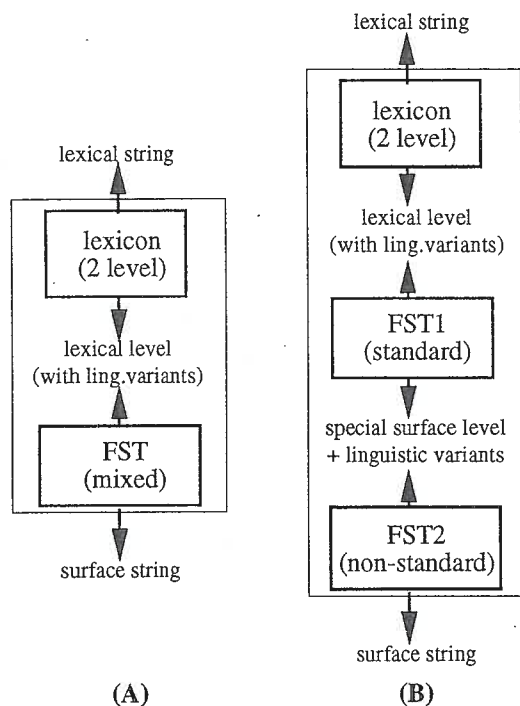 lexical string
lexicon
(2 level)
lexical level
(with ling.variants)
FST
(mixed)
surface string
(A)
lexical string
lexicon
(2 level)
lexical level
(with ling.variants)
FST1
(standard)
special surface level
+ linguistic variants
FST2
(non-standard)
surface string
(B)